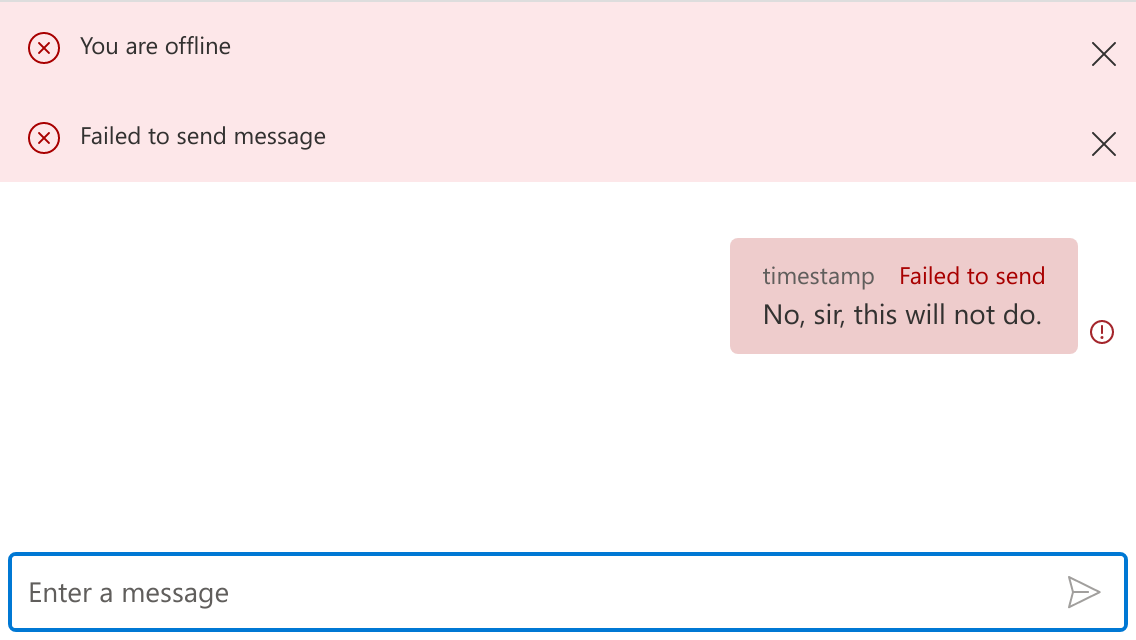 You are offline
Failed to send message
timestamp Failed to send
No, sir, this will not do.
Enter a message